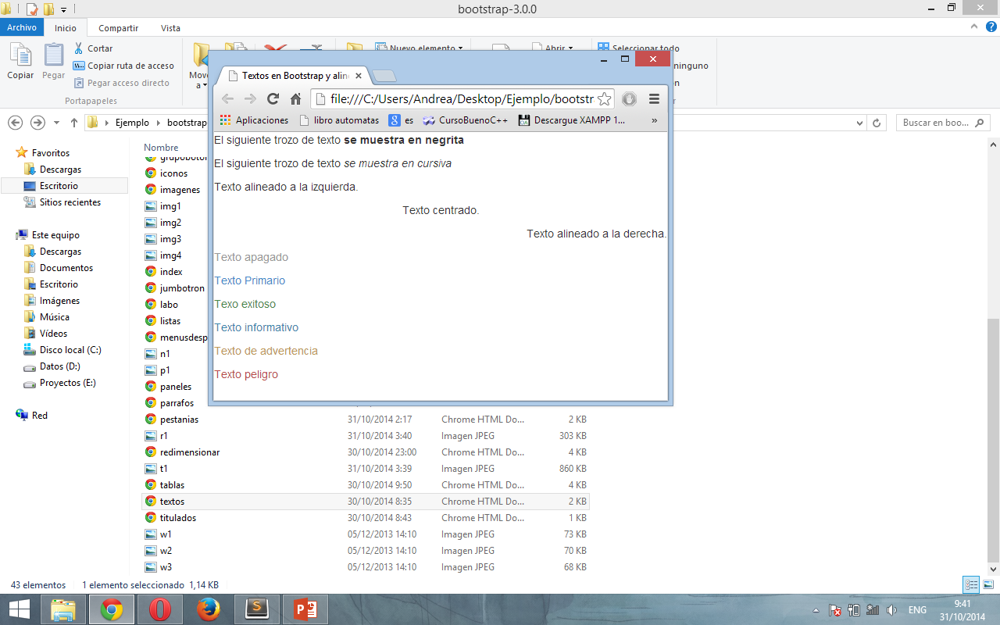 bootstrap-3.0.0
Archivo Inicio Compartir Vista
Copiar
Pegar
Cortar
Copiar ruta de acceso
Pegar acceso directo
Portapapeles
a
Nuevo elemento
Abrir
Seleccionar todo
Ejemplo bootstrap
Buscar en boo...
Textos en Bootstrap y alin
file:///C:/Users/Andrea/Desktop/Ejemplo/bootstr
Aplicaciones libro automatas es CursoBuenoC++ Descargue XAMPP 1... »
El siguiente trozo de texto se muestra en negrita
El siguiente trozo de texto se muestra en cursiva
Texto alineado a la izquierda.
Texto centrado.
Texto alineado a la derecha.
Texto apagado
Texto Primario
Texo exitoso
Texto informativo
Texto de advertencia
Texto peligro
Favoritos
Descargas
Escritorio
Sitios recientes
Este equipo
Descargas
Documentos
Escritorio
Imágenes
Música
Vídeos
Disco local (C:)
Datos (D:)
Proyectos (E:)
Red
Nombre
iconos
imagenes
img1
img2
img3
img4
index
jumbotron
labo
listas
menusdesp
n1
p1
paneles
parrafos
pestanias 31/10/2014 2:17 Chrome HTML Do... 2 KB
r1 31/10/2014 3:40 Imagen JPEG 303 KB
redimensionar 30/10/2014 23:00 Chrome HTML Do... 4 KB
t1 31/10/2014 3:39 Imagen JPEG 860 KB
tablas 30/10/2014 9:50 Chrome HTML Do... 4 KB
textos 30/10/2014 8:35 Chrome HTML Do... 2 KB
titulados 30/10/2014 8:43 Chrome HTML Do... 1 KB
w1 05/12/2013 14:10 Imagen JPEG 73 KB
w2 05/12/2013 14:10 Imagen JPEG 70 KB
w3 05/12/2013 14:10 Imagen JPEG 68 KB
43 elementos 1 elemento seleccionado 1,14 KB
ENG
9:41
31/10/2014